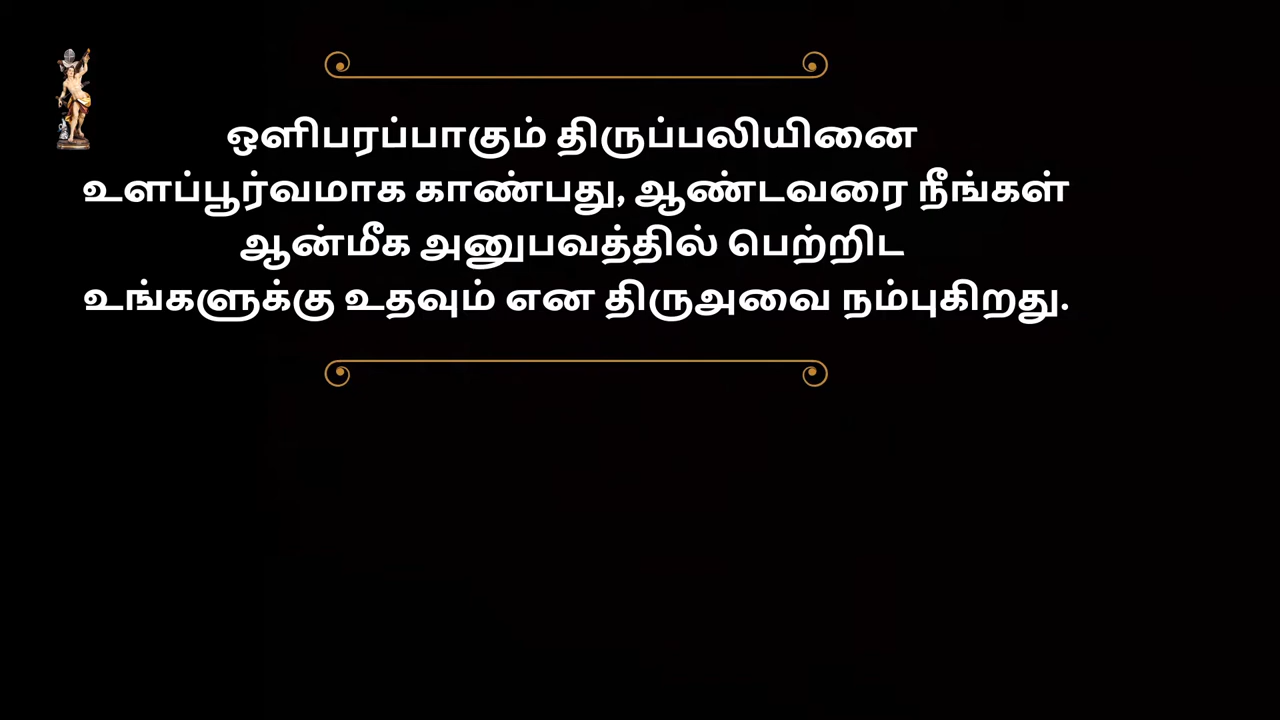 ஒளிபரப்பாகும் திருப்பலியினை
உளப்பூர்வமாக காண்பது, ஆண்டவரை நீங்கள்
ஆன்மீக அனுபவத்தில் பெற்றிட
உங்களுக்கு உதவும் என திருஅவை நம்புகிறது.